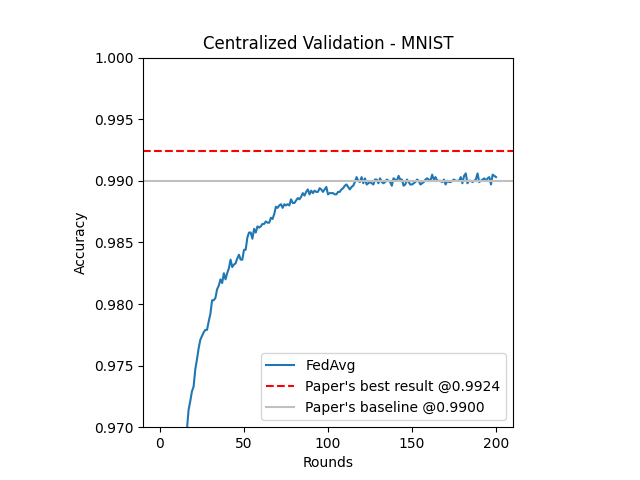 Centralized Validation - MNIST
1.000
0.995
0.990
0.985
0.980
0.975
0.970
Accuracy
0
50
100
150
200
Rounds
FedAvg
Paper's best result @0.9924
Paper's baseline @0.9900